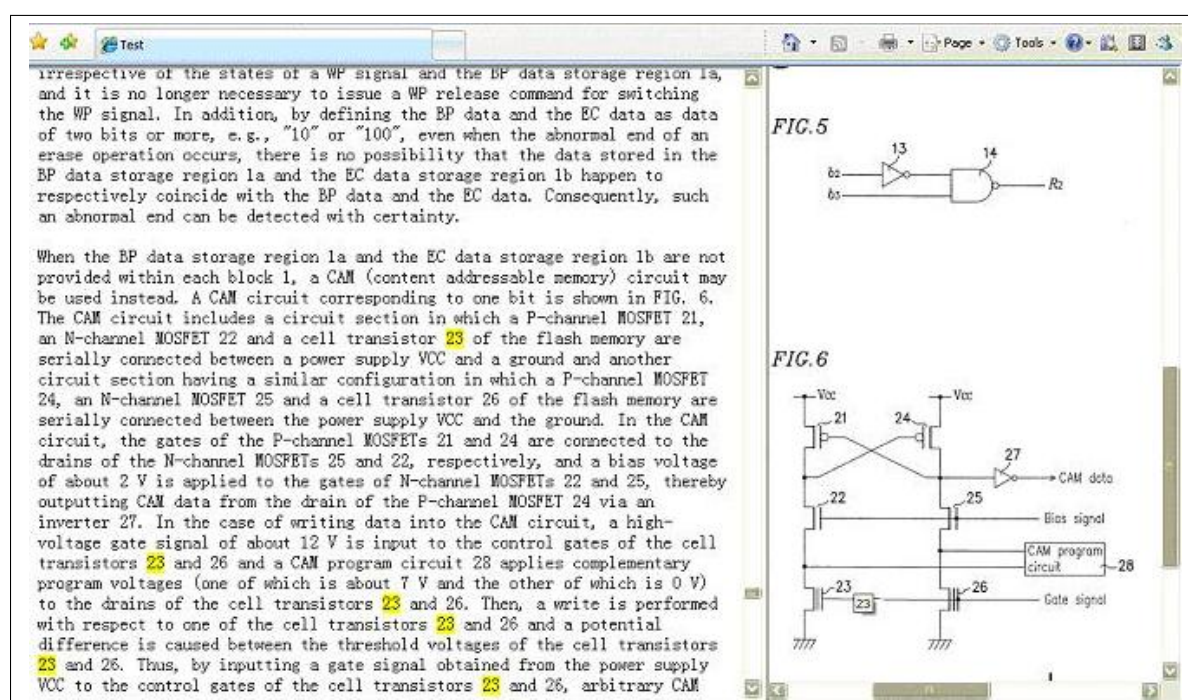 Test
Page
Tools
irrespective of the states of a WP signal and the BP data storage region 1a,
and it is no longer necessary to issue a WP release command for switching
the WP signal. In addition, by defining the BP data and the EC data as data
of two bits or more, e.g., "10" or "100", even when the abnormal end of an
erase operation occurs, there is no possibility that the data stored in the
BP data storage region 1a and the EC data storage region 1b happen to
respectively coincide with the BP data and the EC data. Consequently, such
an abnormal end can be detected with certainty.
When the BP data storage region 1a and the EC data storage region 1b are not
provided within each block 1, a CAM (content addressable memory) circuit may
be used instead. A CAM circuit corresponding to one bit is shown in FIG. 6.
The CAM circuit includes a circuit section in which a P-channel MOSFET 21,
an N-channel MOSFET 22 and a cell transistor 23 of the flash memory are
serially connected between a power supply VCC and a ground and another
circuit section having a similar configuration in which a P-channel MOSFET
24, an N-channel MOSFET 25 and a cell transistor 26 of the flash memory are
serially connected between the power supply VCC and the ground. In the CAM
circuit, the gates of the P-channel MOSFETs 21 and 24 are connected to the
drains of the N-channel MOSFETs 25 and 22, respectively, and a bias voltage
of about 2 V is applied to the gates of N-channel MOSFETs 22 and 25, thereby
outputting CAM data from the drain of the P-channel MOSFET 24 via an
inverter 27. In the case of writing data into the CAM circuit, a high-
voltage gate signal of about 12 V is input to the control gates of the cell
transistors 23 and 26 and a CAM program circuit 28 applies complementary
program voltages (one of which is about 7 V and the other of which is 0 V)
to the drains of the cell transistors 23 and 26. Then, a write is performed
with respect to one of the cell transistors 23 and 26 and a potential
difference is caused between the threshold voltages of the cell transistors
23 and 26. Thus, by inputting a gate signal obtained from the power supply
VCC to the control gates of the cell transistors 23 and 26, arbitrary CAM
FIG.5
13
14
R2
FIG.6
Vcc
Vcc
21
24
27
CAM data
22
25
Bias signal
CAM program
circuit
28
23
23
26
Gate signal